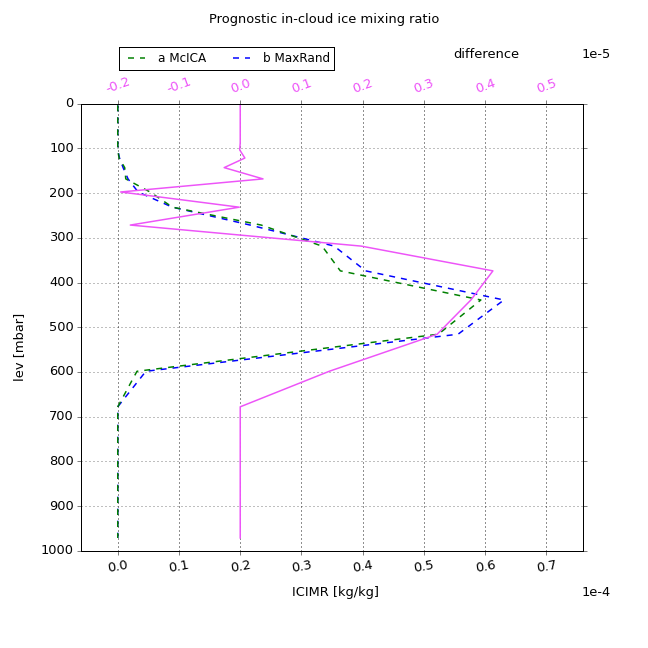 Prognostic in-cloud ice mixing ratio
a McICA b MaxRand
difference 1e-5
-0.2 -0.1 0.0 0.1 0.2 0.3 0.4 0.5
0
100
200
300
400
500
600
700
800
900
1000
lev [mbar]
0.0 0.1 0.2 0.3 0.4 0.5 0.6 0.7
ICIMR [kg/kg] 1e-4